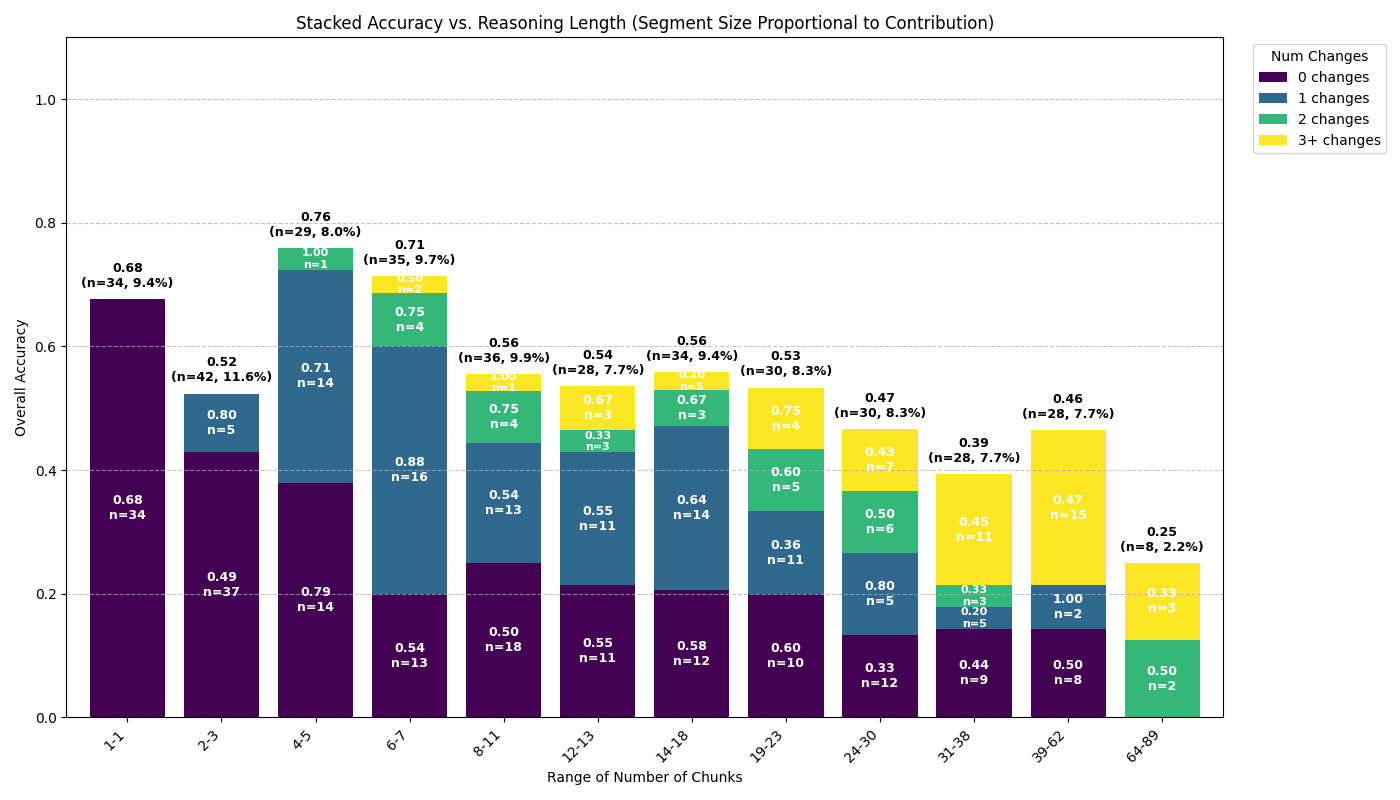 Stacked Accuracy vs. Reasoning Length (Segment Size Proportional to Contribution)
Num Changes
0 changes
1 changes
2 changes
3+ changes
Overall Accuracy
1.0
0.8
0.6
0.4
0.2
0.0
0.68
(n=34, 9.4%)
0.68
n=34
0.52
(n=42, 11.6%)
0.80
n=5
0.49
n=37
0.76
(n=29, 8.0%)
1.00
n=1
0.71
n=14
0.79
n=14
0.71
(n=35, 9.7%)
0.50
n=2
0.75
n=4
0.88
n=16
0.54
n=13
0.56
(n=36, 9.9%)
1.00
n=1
0.75
n=4
0.54
n=13
0.50
n=18
0.54
(n=28, 7.7%)
0.67
n=3
0.33
n=3
0.55
n=11
0.55
n=11
0.56
(n=34, 9.4%)
0.20
n=5
0.67
n=3
0.64
n=14
0.58
n=12
0.53
(n=30, 8.3%)
0.75
n=4
0.60
n=5
0.36
n=11
0.60
n=10
0.47
(n=30, 8.3%)
0.43
n=7
0.50
n=6
0.80
n=5
0.33
n=12
0.39
(n=28, 7.7%)
0.45
n=11
0.33
n=3
0.20
n=5
0.44
n=9
0.46
(n=28, 7.7%)
0.47
n=15
1.00
n=2
0.50
n=8
0.25
(n=8, 2.2%)
0.33
n=3
0.50
n=2
1-1
2-3
4-5
6-7
8-11
12-13
14-18
19-23
24-30
31-38
39-62
64-89
Range of Number of Chunks